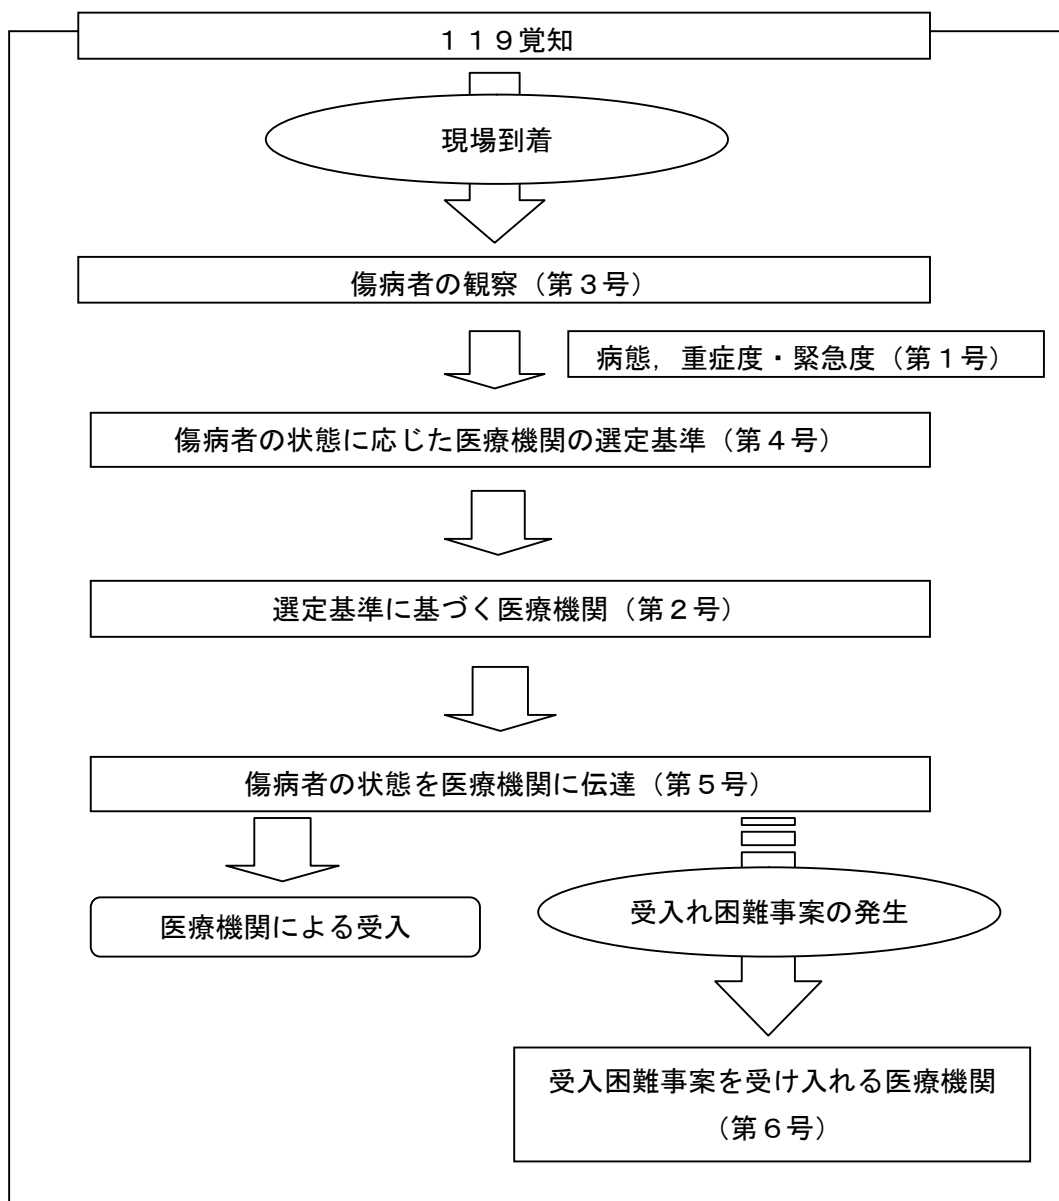 １１９覚知
現場到着
傷病者の観察（第３号）
病態，重症度・緊急度（第１号）
傷病者の状態に応じた医療機関の選定基準（第４号）
選定基準に基づく医療機関（第２号）
傷病者の状態を医療機関に伝達（第５号）
医療機関による受入
受入れ困難事案の発生
受入困難事案を受け入れる医療機関
（第６号）